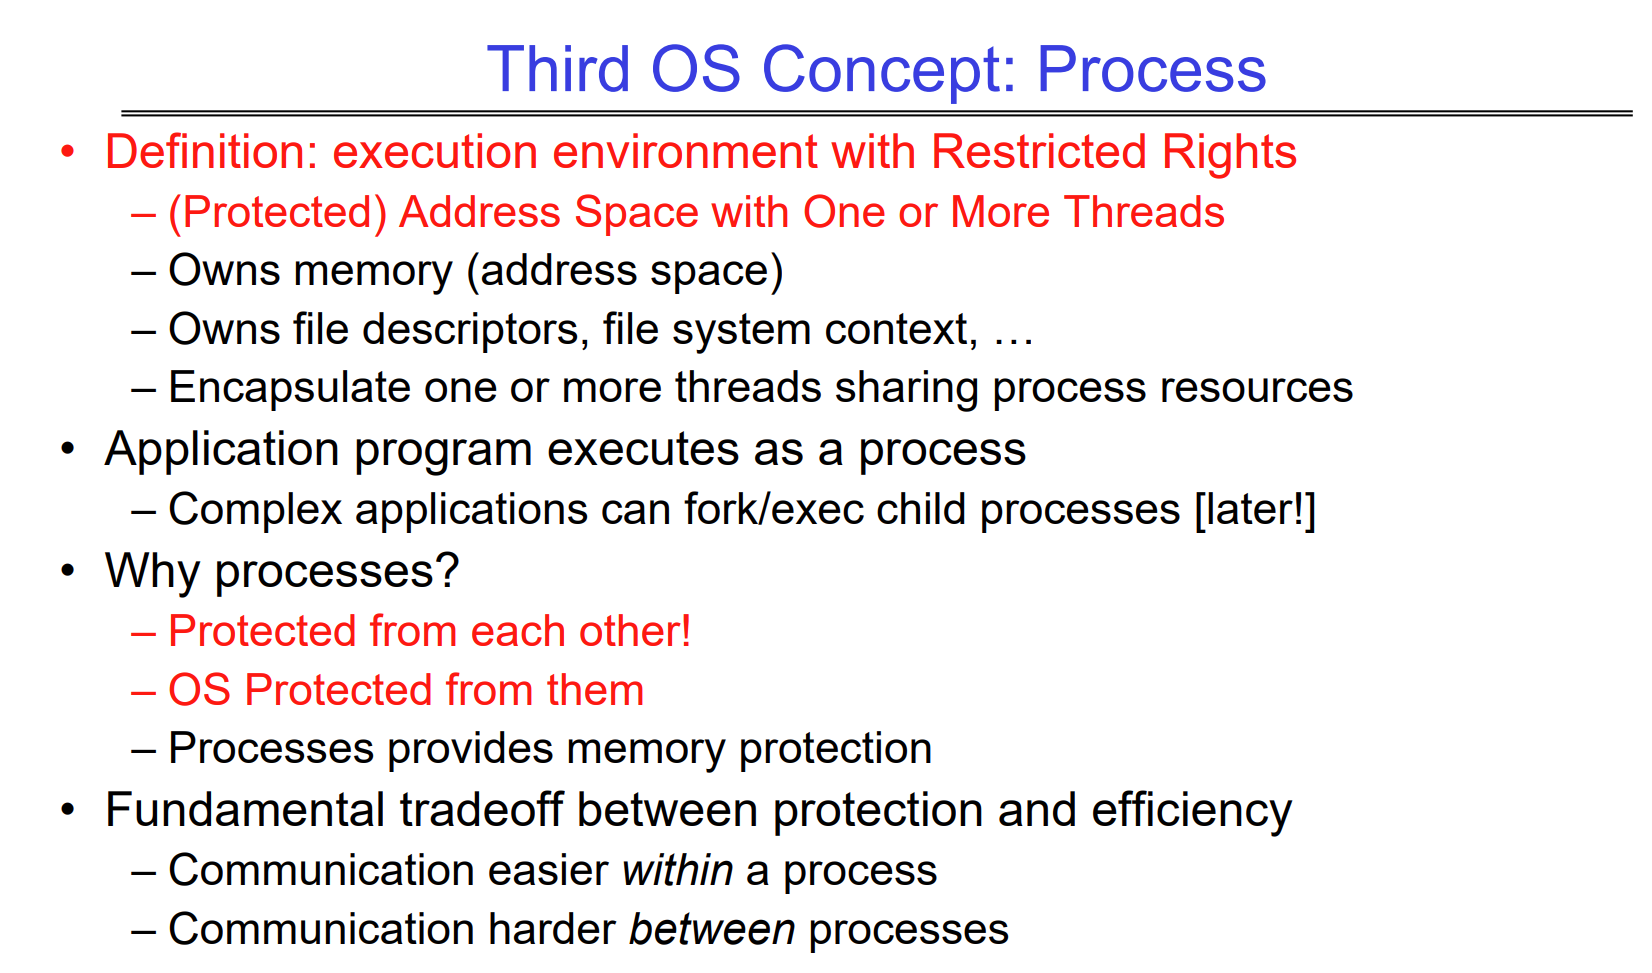 Third OS Concept: Process
• Definition: execution environment with Restricted Rights
– (Protected) Address Space with One or More Threads
– Owns memory (address space)
– Owns file descriptors, file system context, …
– Encapsulate one or more threads sharing process resources
• Application program executes as a process
– Complex applications can fork/exec child processes [later!]
• Why processes?
– Protected from each other!
– OS Protected from them
– Processes provides memory protection
• Fundamental tradeoff between protection and efficiency
– Communication easier within a process
– Communication harder between processes